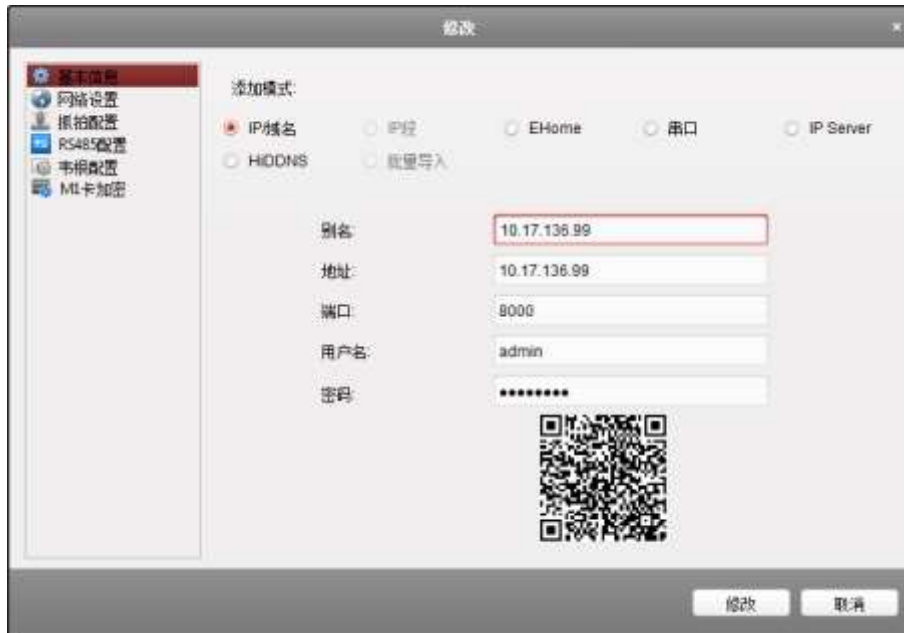 修改
×
基本信息
网络设置
抓拍配置
RS485配置
韦根配置
M1卡加密
添加模式:
IP/域名
IP段
EHome
串口
IP Server
HiDDNS
批量导入
别名:
10.17.136.99
地址:
10.17.136.99
端口:
8000
用户名:
admin
密码:
••••••••
修改
取消